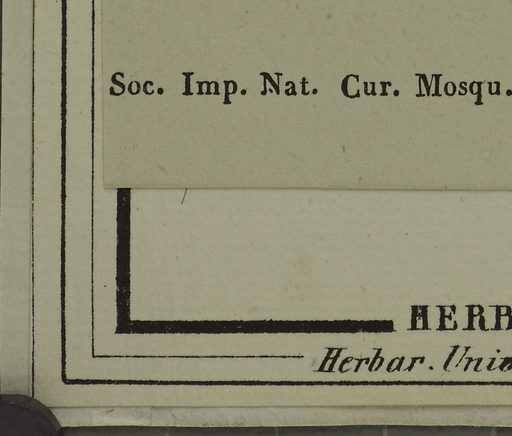 Soc. Imp. Nat. Cur. Mosqu.
HERB
Herbar. Univ